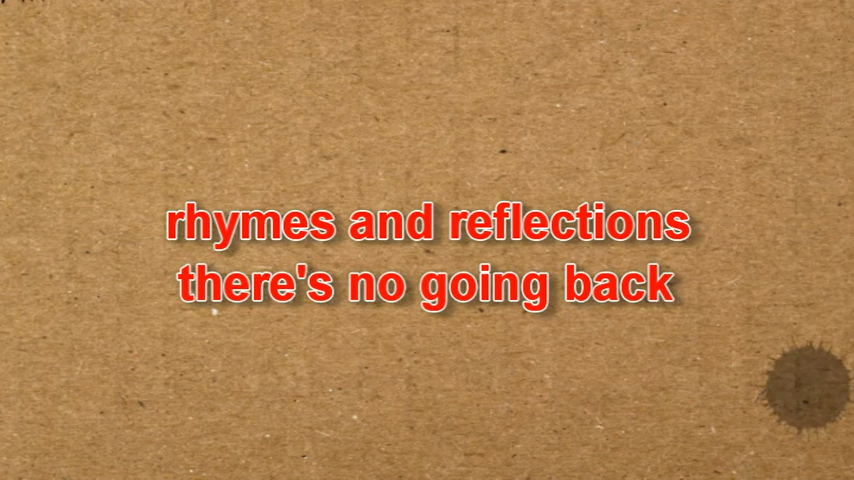 rhymes and reflections
there's no going back